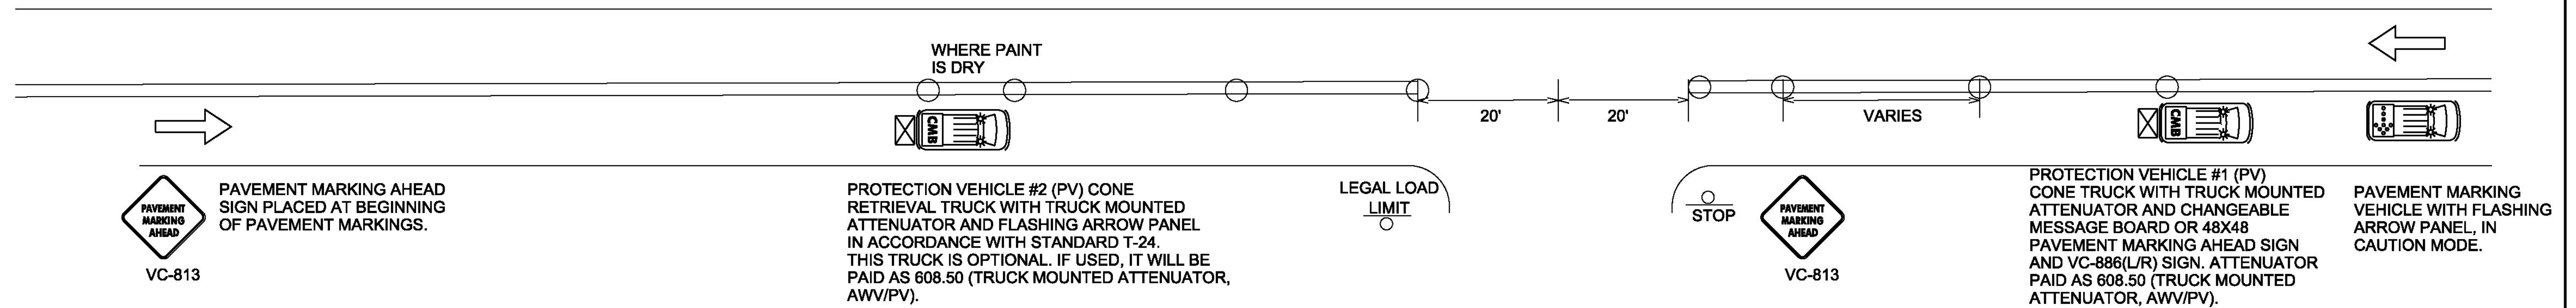 WHERE PAINT
IS DRY
CMB
20'
20'
VARIES
CMB
PAVEMENT
MARKING
AHEAD
VC-813
PAVEMENT MARKING AHEAD
SIGN PLACED AT BEGINNING
OF PAVEMENT MARKINGS.
PROTECTION VEHICLE #2 (PV) CONE
RETRIEVAL TRUCK WITH TRUCK MOUNTED
ATTENUATOR AND FLASHING ARROW PANEL
IN ACCORDANCE WITH STANDARD T-24.
THIS TRUCK IS OPTIONAL. IF USED, IT WILL BE
PAID AS 608.50 (TRUCK MOUNTED ATTENUATOR,
AWV/PV).
LEGAL LOAD
LIMIT
STOP
PAVEMENT
MARKING
AHEAD
VC-813
PROTECTION VEHICLE #1 (PV)
CONE TRUCK WITH TRUCK MOUNTED
ATTENUATOR AND CHANGEABLE
MESSAGE BOARD OR 48X48
PAVEMENT MARKING AHEAD SIGN
AND VC-886(L/R) SIGN. ATTENUATOR
PAID AS 608.50 (TRUCK MOUNTED
ATTENUATOR, AWV/PV).
PAVEMENT MARKING
VEHICLE WITH FLASHING
ARROW PANEL, IN
CAUTION MODE.